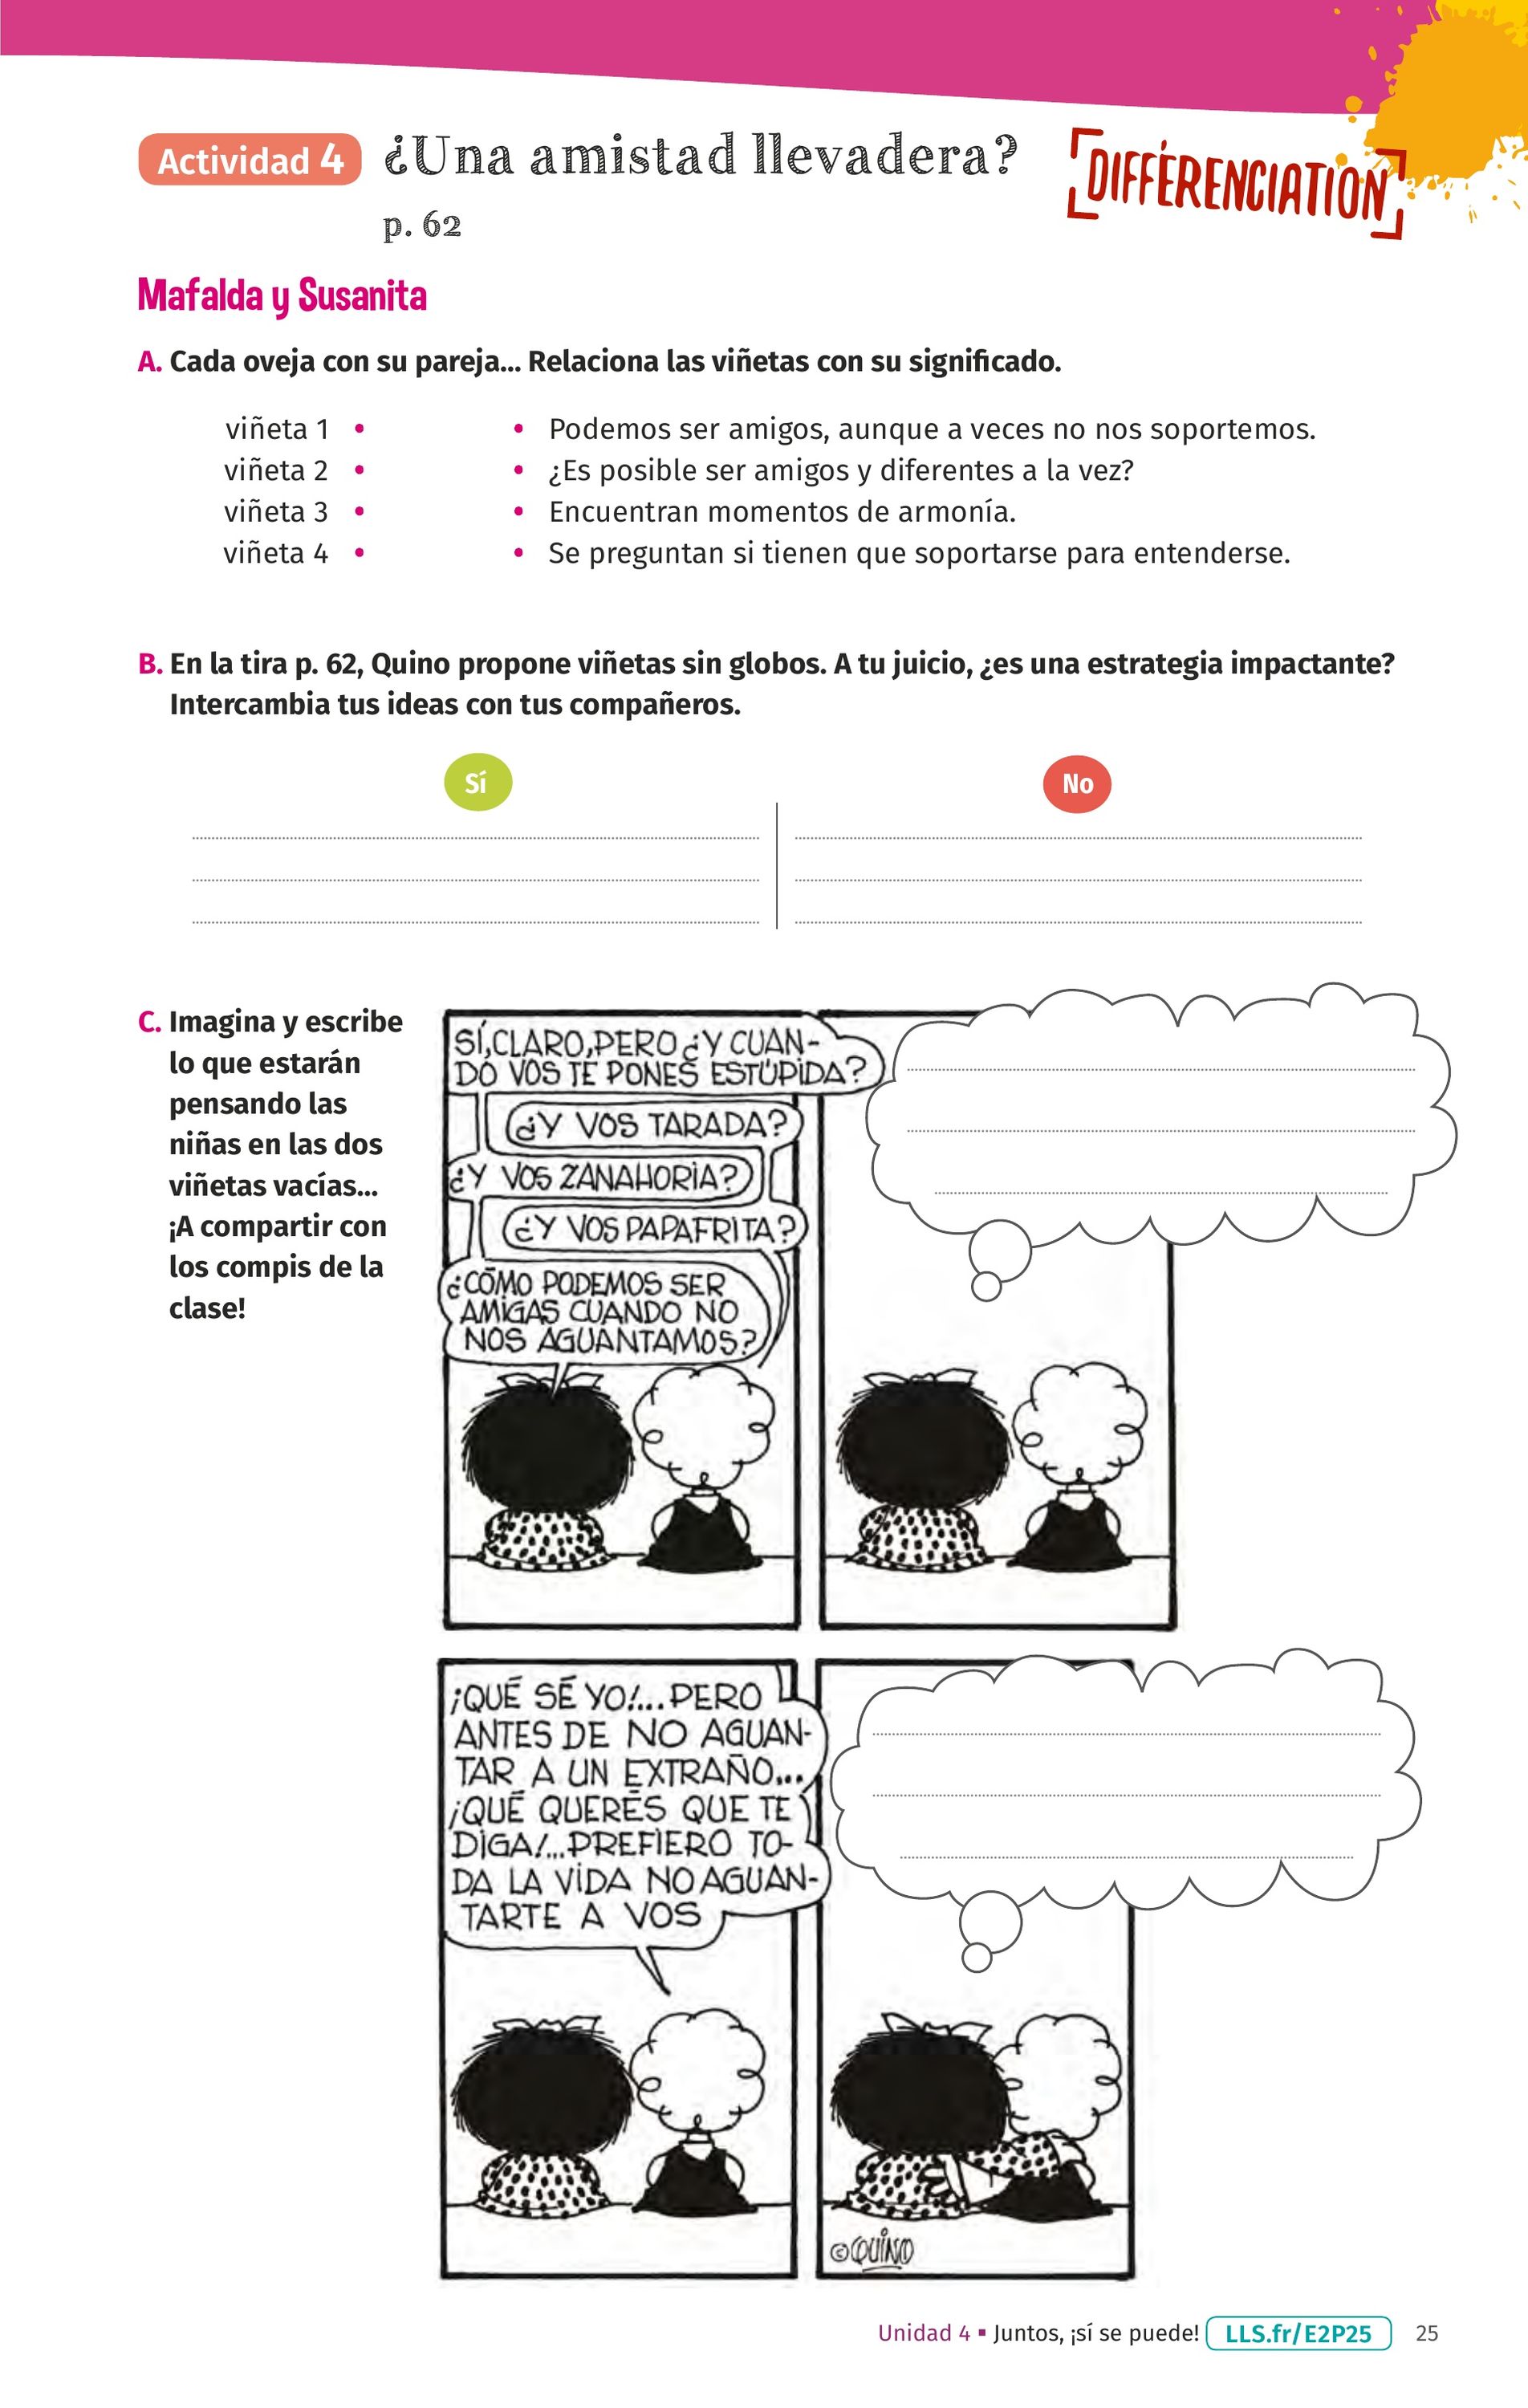 Actividad 4 ¿Una amistad llevadera?
p. 62
DIFFÉRENCIATION
Mafalda y Susanita
A. Cada oveja con su pareja... Relaciona las viñetas con su significado.
viñeta 1 • • Podemos ser amigos, aunque a veces no nos soportemos.
viñeta 2 • • ¿Es posible ser amigos y diferentes a la vez?
viñeta 3 • • Encuentran momentos de armonía.
viñeta 4 • • Se preguntan si tienen que soportarse para entenderse.
B. En la tira p. 62, Quino propone viñetas sin globos. A tu juicio, ¿es una estrategia impactante?
Intercambia tus ideas con tus compañeros.
Sí
No
C. Imagina y escribe
lo que estarán
pensando las
niñas en las dos
viñetas vacías...
¡A compartir con
los compis de la
clase!
SÍ, CLARO, PERO ¿Y CUAN-
DO VOS TE PONES ESTÚPIDA?
¿Y VOS TARADA?
¿Y VOS ZANAHORIA?
¿Y VOS PAPAFRITA?
¿CÓMO PODEMOS SER
AMIGAS CUANDO NO
NOS AGUANTAMOS?
¡QUÉ SÉ YO!...PERO
ANTES DE NO AGUAN-
TAR A UN EXTRAÑO...
¡QUÉ QUERÉS QUE TE
DIGA!...PREFIERO TO-
DA LA VIDA NO AGUAN-
TARTE A VOS
©QUINO
Unidad 4 ▪ Juntos, ¡sí se puede! LLS.fr/E2P25 25